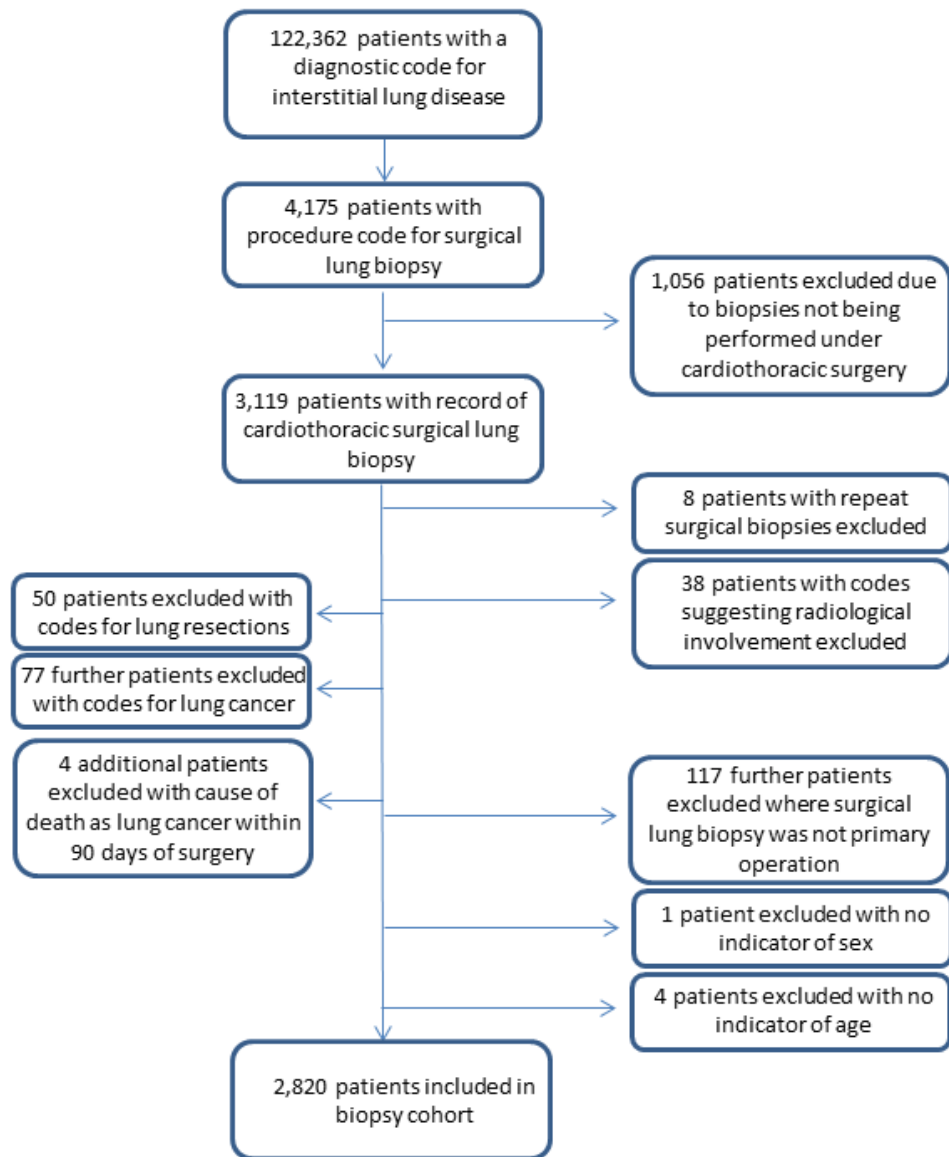 122,362 patients with a
diagnostic code for
interstitial lung disease
4,175 patients with
procedure code for surgical
lung biopsy
1,056 patients excluded due
to biopsies not being
performed under
cardiothoracic surgery
3,119 patients with record of
cardiothoracic surgical lung
biopsy
8 patients with repeat
surgical biopsies excluded
50 patients excluded with
codes for lung resections
38 patients with codes
suggesting radiological
involvement excluded
77 further patients excluded
with codes for lung cancer
4 additional patients
excluded with cause of
death as lung cancer within
90 days of surgery
117 further patients
excluded where surgical
lung biopsy was not primary
operation
1 patient excluded with no
indicator of sex
4 patients excluded with no
indicator of age
2,820 patients included in
biopsy cohort